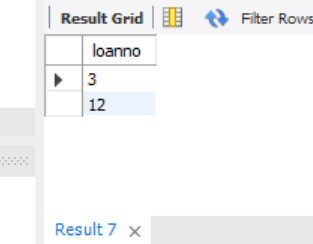 Result Grid Filter Rows
loanno
3
12
Result 7 ×